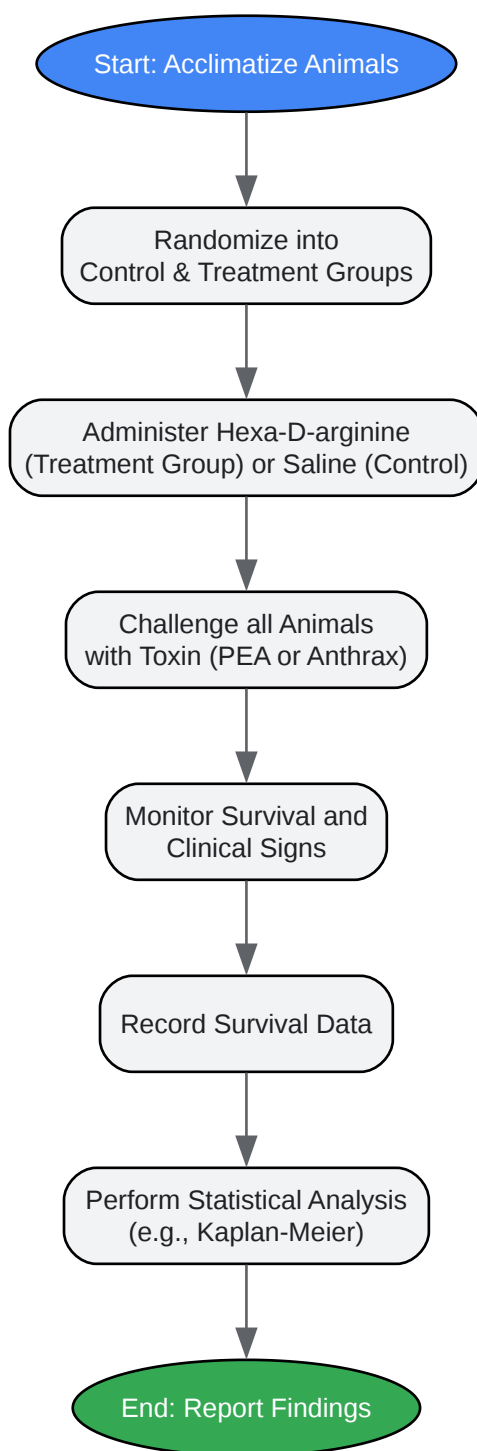 Start: Acclimatize Animals
Randomize into
Control & Treatment Groups
Administer Hexa-D-arginine
(Treatment Group) or Saline (Control)
Challenge all Animals
with Toxin (PEA or Anthrax)
Monitor Survival and
Clinical Signs
Record Survival Data
Perform Statistical Analysis
(e.g., Kaplan-Meier)
End: Report Findings